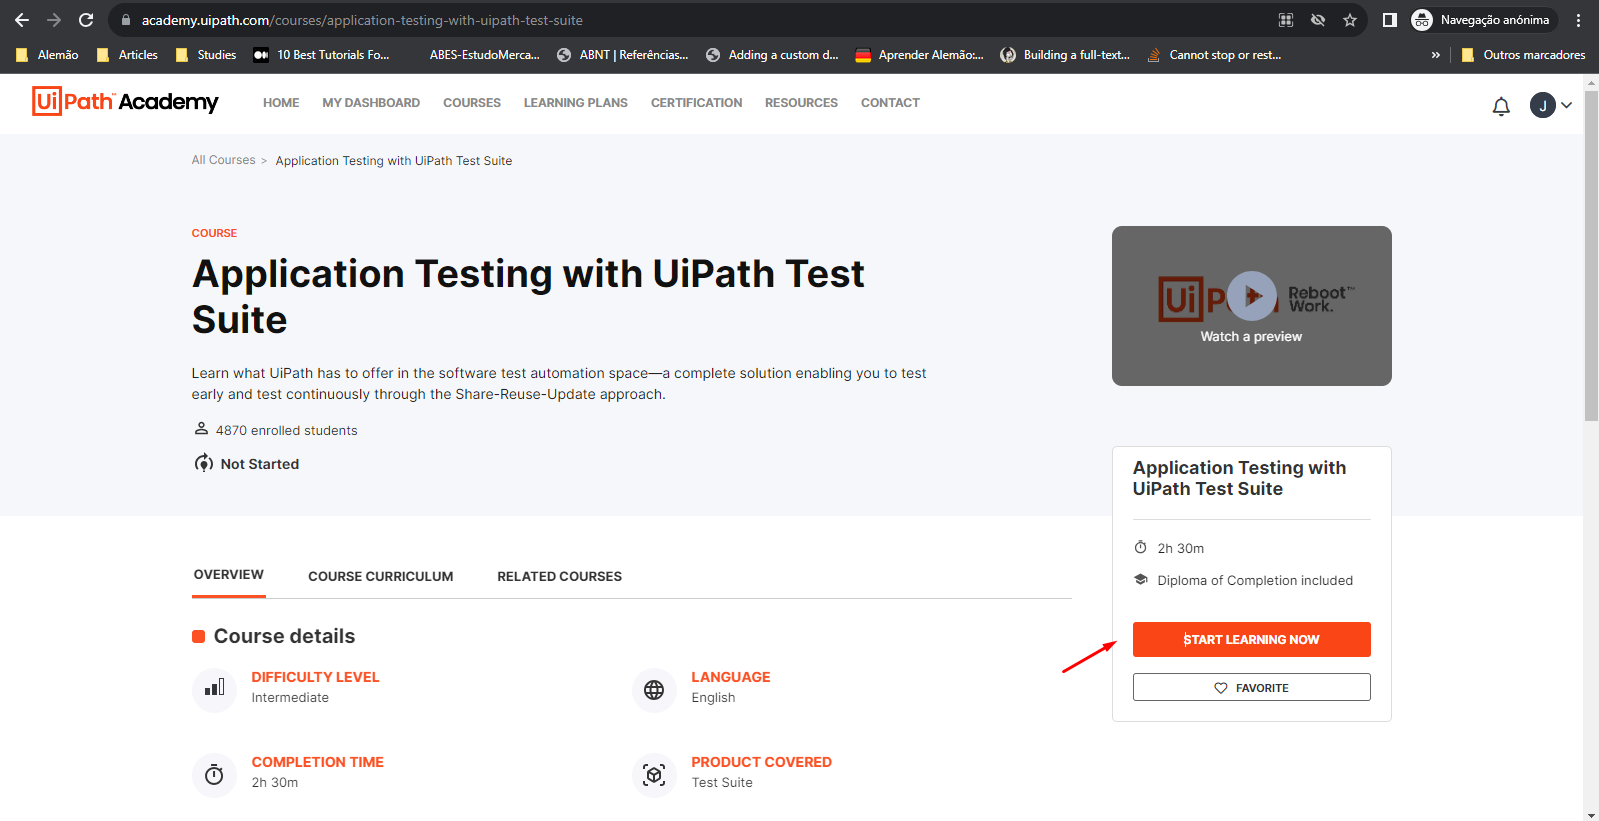 academy.uipath.com/courses/application-testing-with-uipath-test-suite
Navegação anónima
Alemão
Articles
Studies
10 Best Tutorials Fo...
ABES-EstudoMerca...
ABNT | Referências...
Adding a custom d...
Aprender Alemão:...
Building a full-text...
Cannot stop or rest...
»
Outros marcadores
UiPath™ Academy
HOME
MY DASHBOARD
COURSES
LEARNING PLANS
CERTIFICATION
RESOURCES
CONTACT
J
All Courses > Application Testing with UiPath Test Suite
COURSE
Application Testing with UiPath Test
Suite
Learn what UiPath has to offer in the software test automation space—a complete solution enabling you to test
early and test continuously through the Share-Reuse-Update approach.
4870 enrolled students
Not Started
Reboot™
Work.
Watch a preview
Application Testing with
UiPath Test Suite
2h 30m
Diploma of Completion included
START LEARNING NOW
FAVORITE
OVERVIEW
COURSE CURRICULUM
RELATED COURSES
Course details
DIFFICULTY LEVEL
Intermediate
LANGUAGE
English
COMPLETION TIME
2h 30m
PRODUCT COVERED
Test Suite